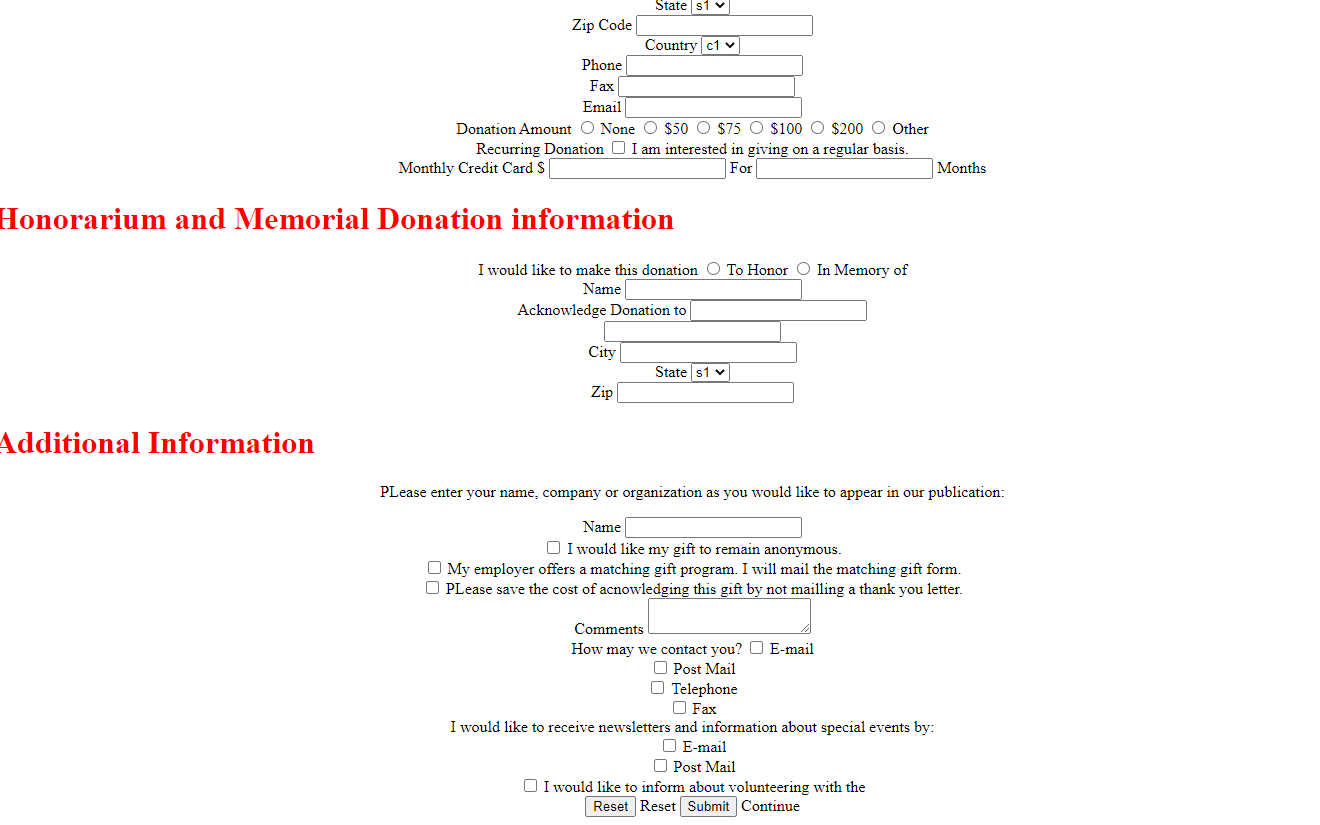 State s1
Zip Code
Country c1
Phone
Fax
Email
Donation Amount None $50 $75 $100 $200 Other
Recurring Donation I am interested in giving on a regular basis.
Monthly Credit Card $ For Months
Honorarium and Memorial Donation information
I would like to make this donation To Honor In Memory of
Name
Acknowledge Donation to
City
State s1
Zip
Additional Information
PLease enter your name, company or organization as you would like to appear in our publication:
Name
I would like my gift to remain anonymous.
My employer offers a matching gift program. I will mail the matching gift form.
PLease save the cost of acnowledging this gift by not mailling a thank you letter.
Comments
How may we contact you? E-mail
Post Mail
Telephone
Fax
I would like to receive newsletters and information about special events by:
E-mail
Post Mail
I would like to inform about volunteering with the
Reset Reset Submit Continue